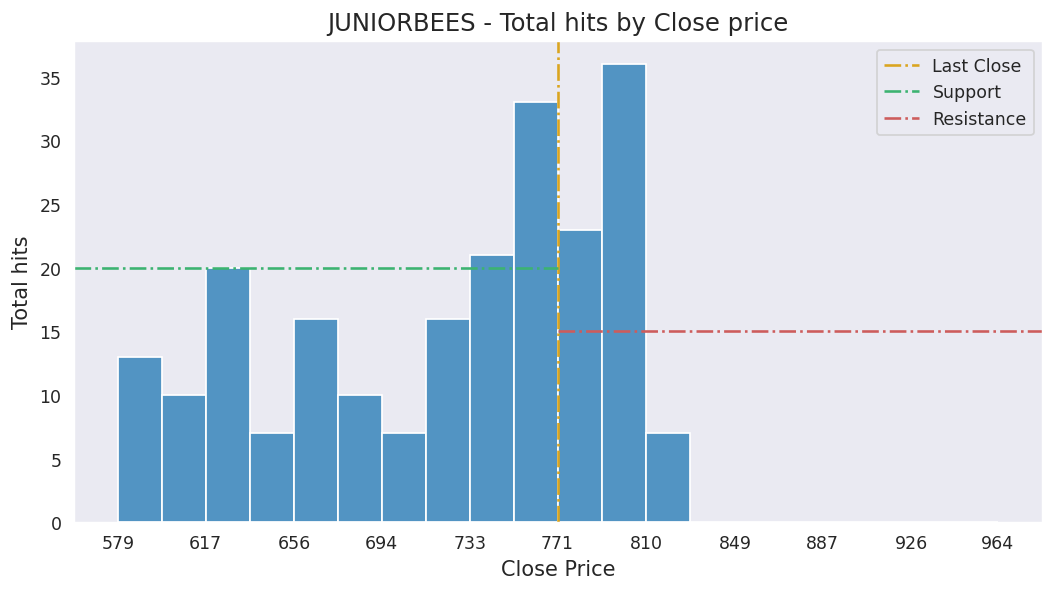 JUNIORBEES - Total hits by Close price
Last Close
Support
Resistance
Total hits
35
30
25
20
15
10
5
0
579 617 656 694 733 771 810 849 887 926 964
Close Price